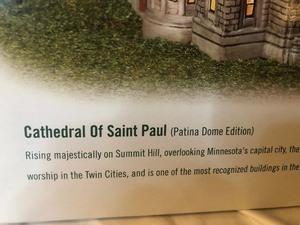 Cathedral Of Saint Paul (Patina Dome Edition)
Rising majestically on Summit Hill, overlooking Minnesota's capital city, the
worship in the Twin Cities, and is one of the most recognized buildings in the